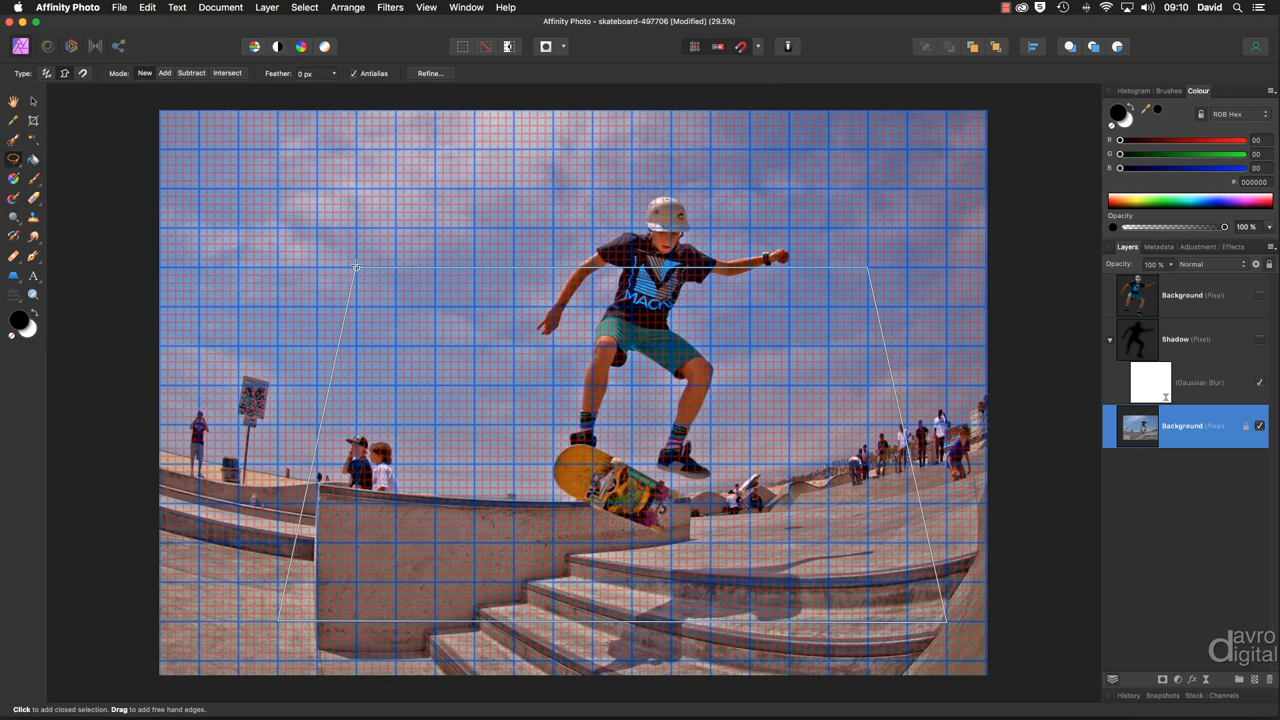 Affinity Photo File Edit Text Document Layer Select Arrange Filters View Window Help 09:10 David
Affinity Photo - skateboard-497706 [Modified] (29.5%)
Type: Mode: New Add Subtract Intersect Feather: 0 px Antialias Refine...
Histogram Brushes Colour
RGB Hex
R 00
G 00
B 00
#: 000000
Opacity
100 %
Layers Metadata Adjustment Effects
Opacity: 100 % Normal
Background (Pixel)
Shadow (Pixel)
(Gaussian Blur)
Background (Pixel)
MACK
davro
digital
History Snapshots Stock Channels
Click to add closed selection. Drag to add free hand edges.